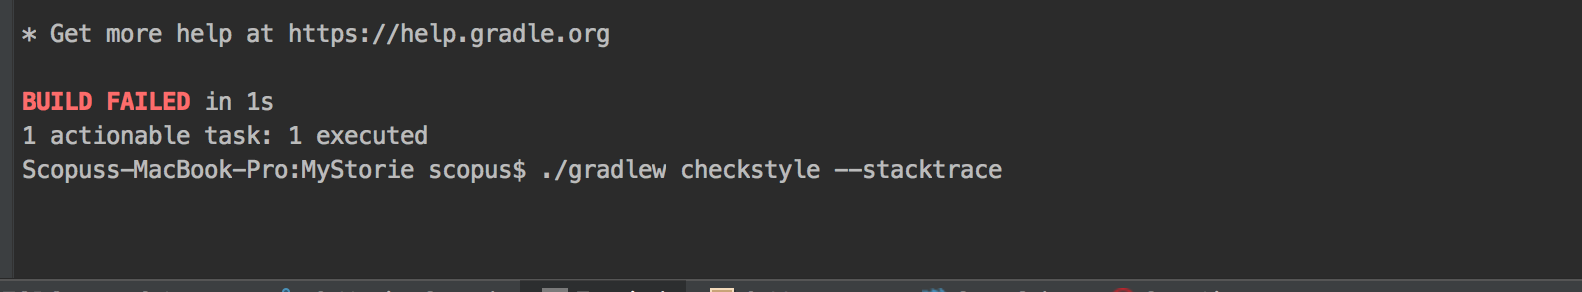 * Get more help at https://help.gradle.org
BUILD FAILED in 1s
1 actionable task: 1 executed
Scopuss-MacBook-Pro:MyStorie scopus$ ./gradlew checkstyle --stacktrace